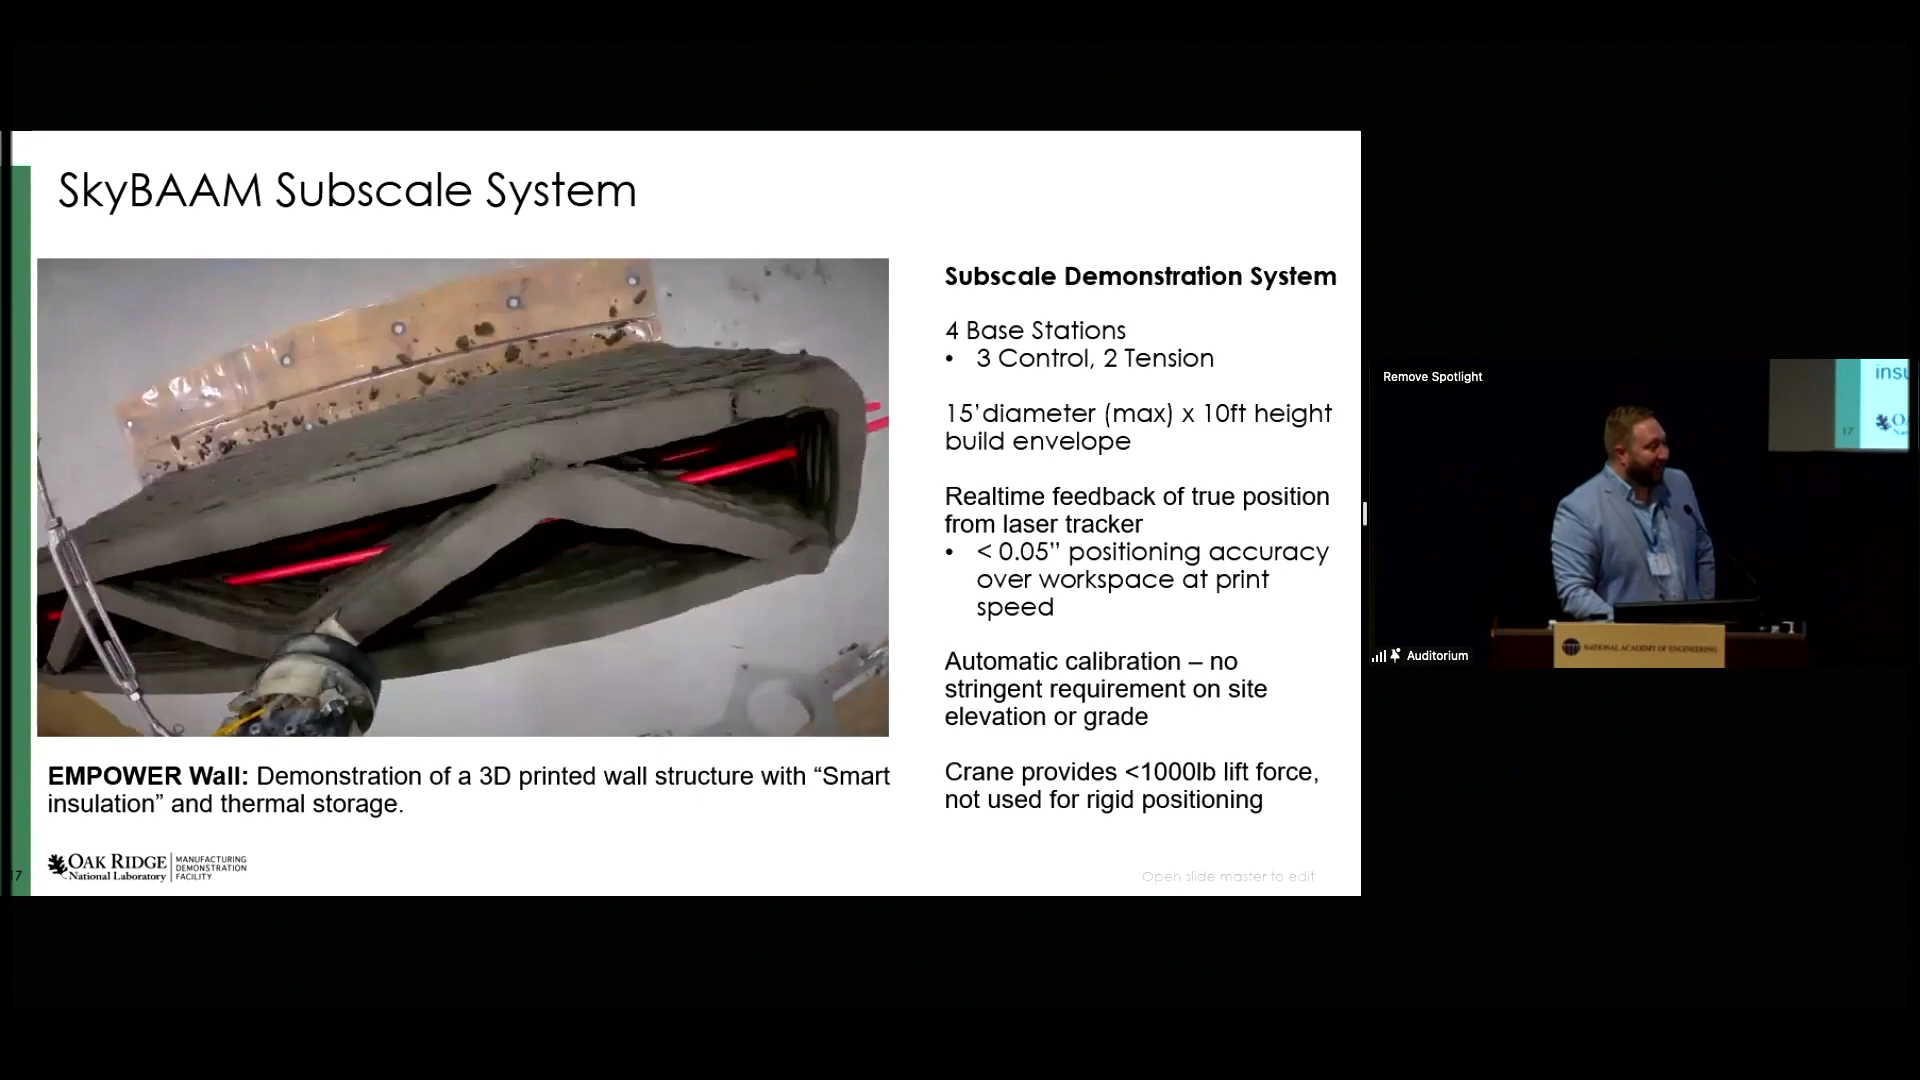 SkyBAAM Subscale System
Subscale Demonstration System
4 Base Stations
• 3 Control, 2 Tension
15’diameter (max) x 10ft height
build envelope
Realtime feedback of true position
from laser tracker
• < 0.05” positioning accuracy
over workspace at print
speed
Automatic calibration – no
stringent requirement on site
elevation or grade
Crane provides <1000lb lift force,
not used for rigid positioning
EMPOWER Wall: Demonstration of a 3D printed wall structure with “Smart
insulation” and thermal storage.
OAK RIDGE
National Laboratory
MANUFACTURING
DEMONSTRATION
FACILITY
17
Open slide master to edit
Remove Spotlight
17
NATIONAL ACADEMY OF ENGINEERING
Auditorium